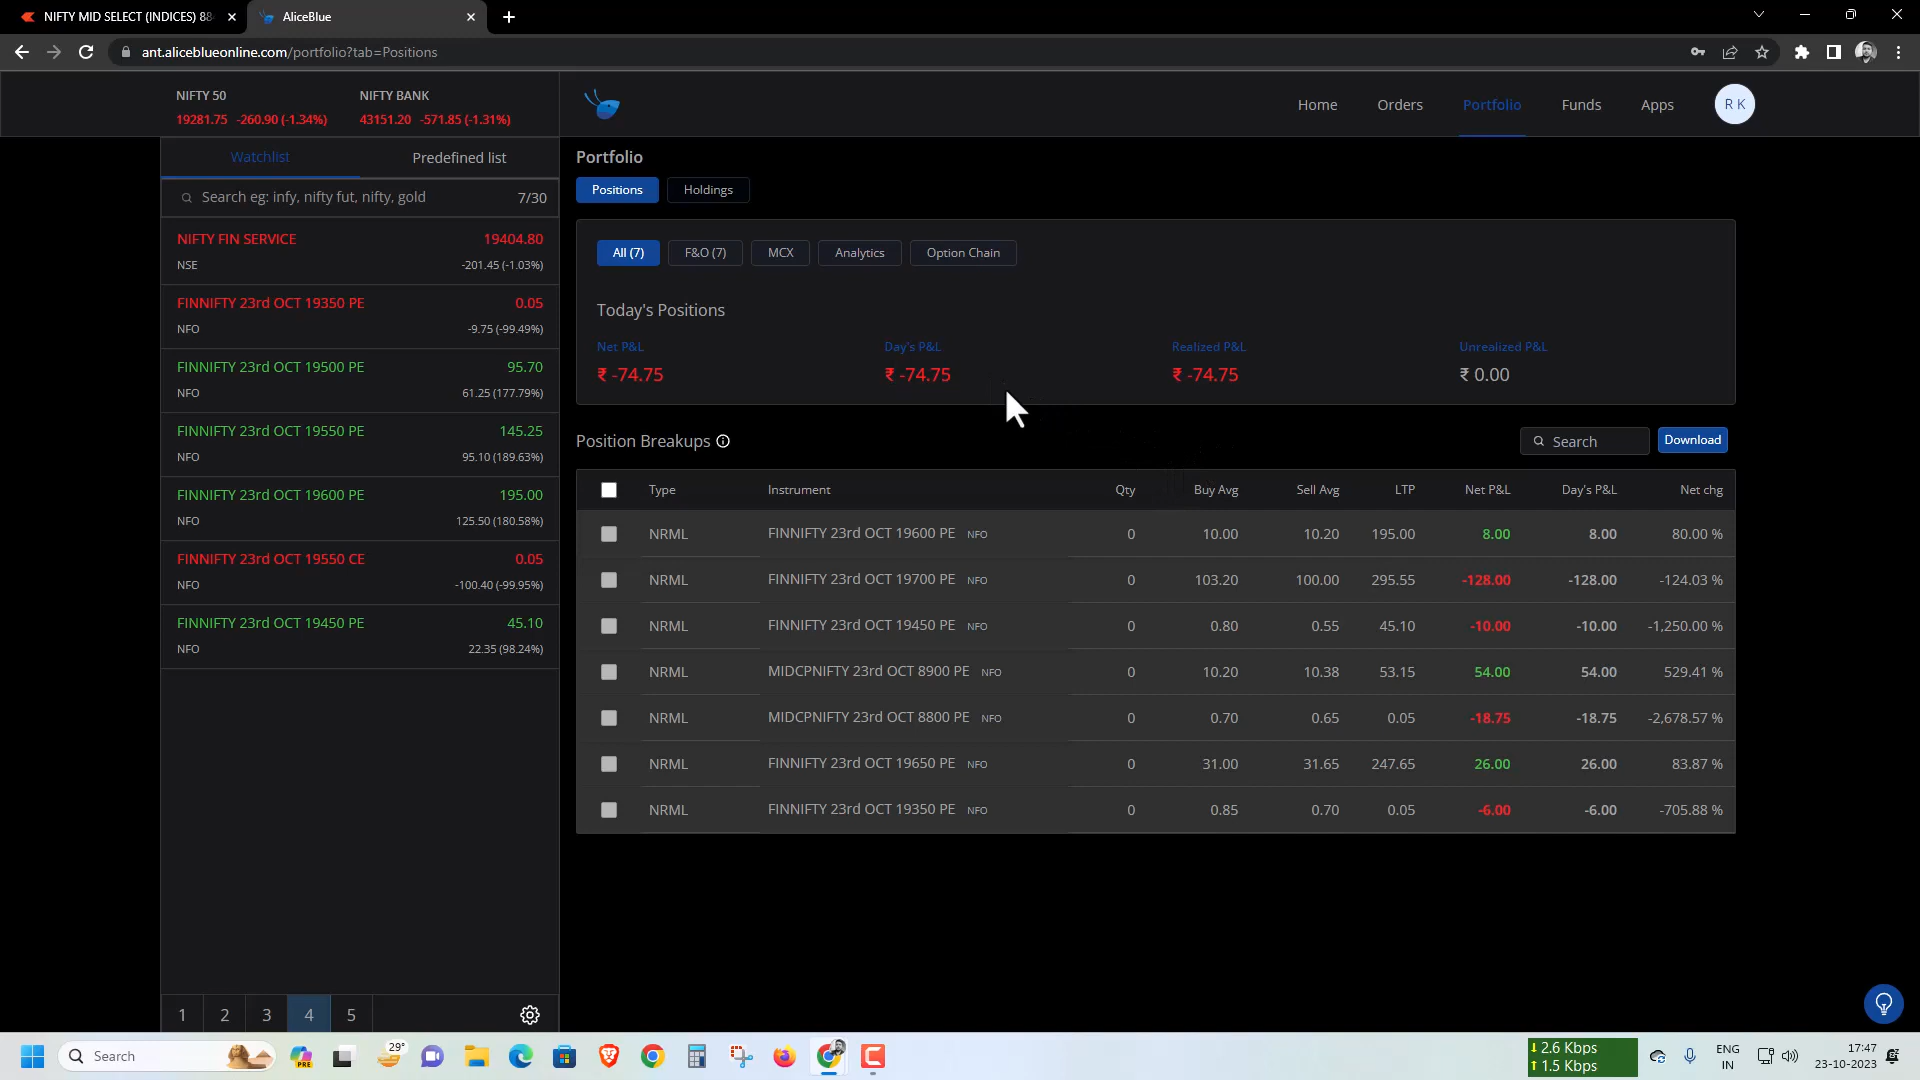 NIFTY MID SELECT (INDICES) 88
AliceBlue
ant.aliceblueonline.com/portfolio?tab=Positions
NIFTY 50
19281.75 -260.90 (-1.34%)
NIFTY BANK
43151.20 -571.85 (-1.31%)
Home
Orders
Portfolio
Funds
Apps
R K
Watchlist
Predefined list
Search eg: infy, nifty fut, nifty, gold 7/30
NIFTY FIN SERVICE 19404.80
NSE -201.45 (-1.03%)
FINNIFTY 23rd OCT 19350 PE 0.05
NFO -9.75 (-99.49%)
FINNIFTY 23rd OCT 19500 PE 95.70
NFO 61.25 (177.79%)
FINNIFTY 23rd OCT 19550 PE 145.25
NFO 95.10 (189.63%)
FINNIFTY 23rd OCT 19600 PE 195.00
NFO 125.50 (180.58%)
FINNIFTY 23rd OCT 19550 CE 0.05
NFO -100.40 (-99.95%)
FINNIFTY 23rd OCT 19450 PE 45.10
NFO 22.35 (98.24%)
1 2 3 4 5
Portfolio
Positions
Holdings
All (7)
F&O (7)
MCX
Analytics
Option Chain
Today's Positions
Net P&L Day's P&L Realized P&L Unrealized P&L
₹ -74.75 ₹ -74.75 ₹ -74.75 ₹ 0.00
Position Breakups
Search
Download
Type Instrument Qty Buy Avg Sell Avg LTP Net P&L Day's P&L Net chg
NRML FINNIFTY 23rd OCT 19600 PE NFO 0 10.00 10.20 195.00 8.00 8.00 80.00 %
NRML FINNIFTY 23rd OCT 19700 PE NFO 0 103.20 100.00 295.55 -128.00 -128.00 -124.03 %
NRML FINNIFTY 23rd OCT 19450 PE NFO 0 0.80 0.55 45.10 -10.00 -10.00 -1,250.00 %
NRML MIDCPNIFTY 23rd OCT 8900 PE NFO 0 10.20 10.38 53.15 54.00 54.00 529.41 %
NRML MIDCPNIFTY 23rd OCT 8800 PE NFO 0 0.70 0.65 0.05 -18.75 -18.75 -2,678.57 %
NRML FINNIFTY 23rd OCT 19650 PE NFO 0 31.00 31.65 247.65 26.00 26.00 83.87 %
NRML FINNIFTY 23rd OCT 19350 PE NFO 0 0.85 0.70 0.05 -6.00 -6.00 -705.88 %
Search
PRE
29°
2.6 Kbps
1.5 Kbps
ENG
IN
17:47
23-10-2023